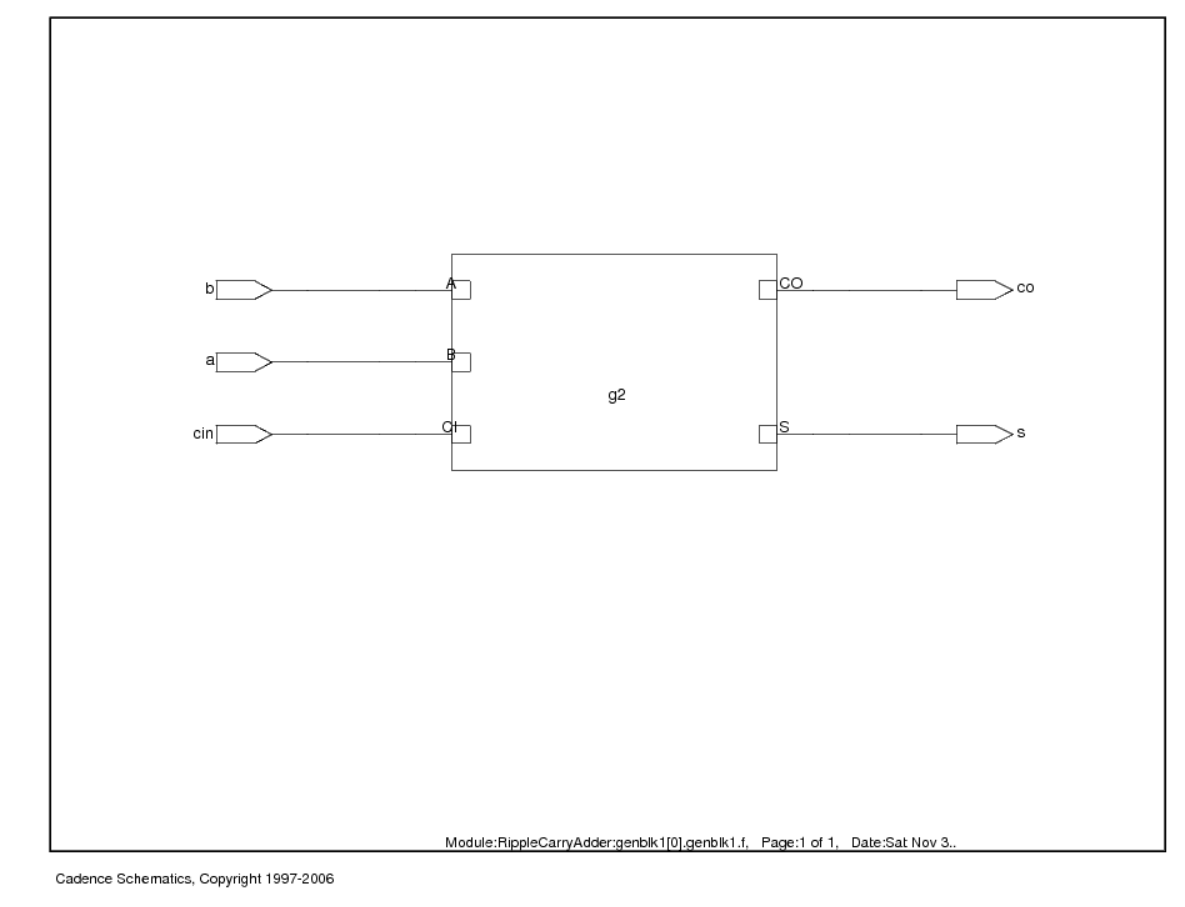 b A CO co
a B
g2
cin CI S s
Module:RippleCarryAdder:genblk1[0].genblk1.f, Page:1 of 1, Date:Sat Nov 3..
Cadence Schematics, Copyright 1997-2006